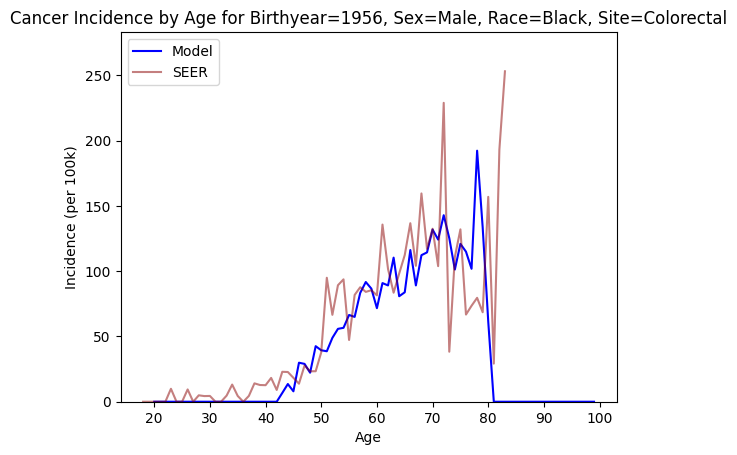 Cancer Incidence by Age for Birthyear=1956, Sex=Male, Race=Black, Site=Colorectal
Model
SEER
Incidence (per 100k)
250
200
150
100
50
0
20 30 40 50 60 70 80 90 100
Age